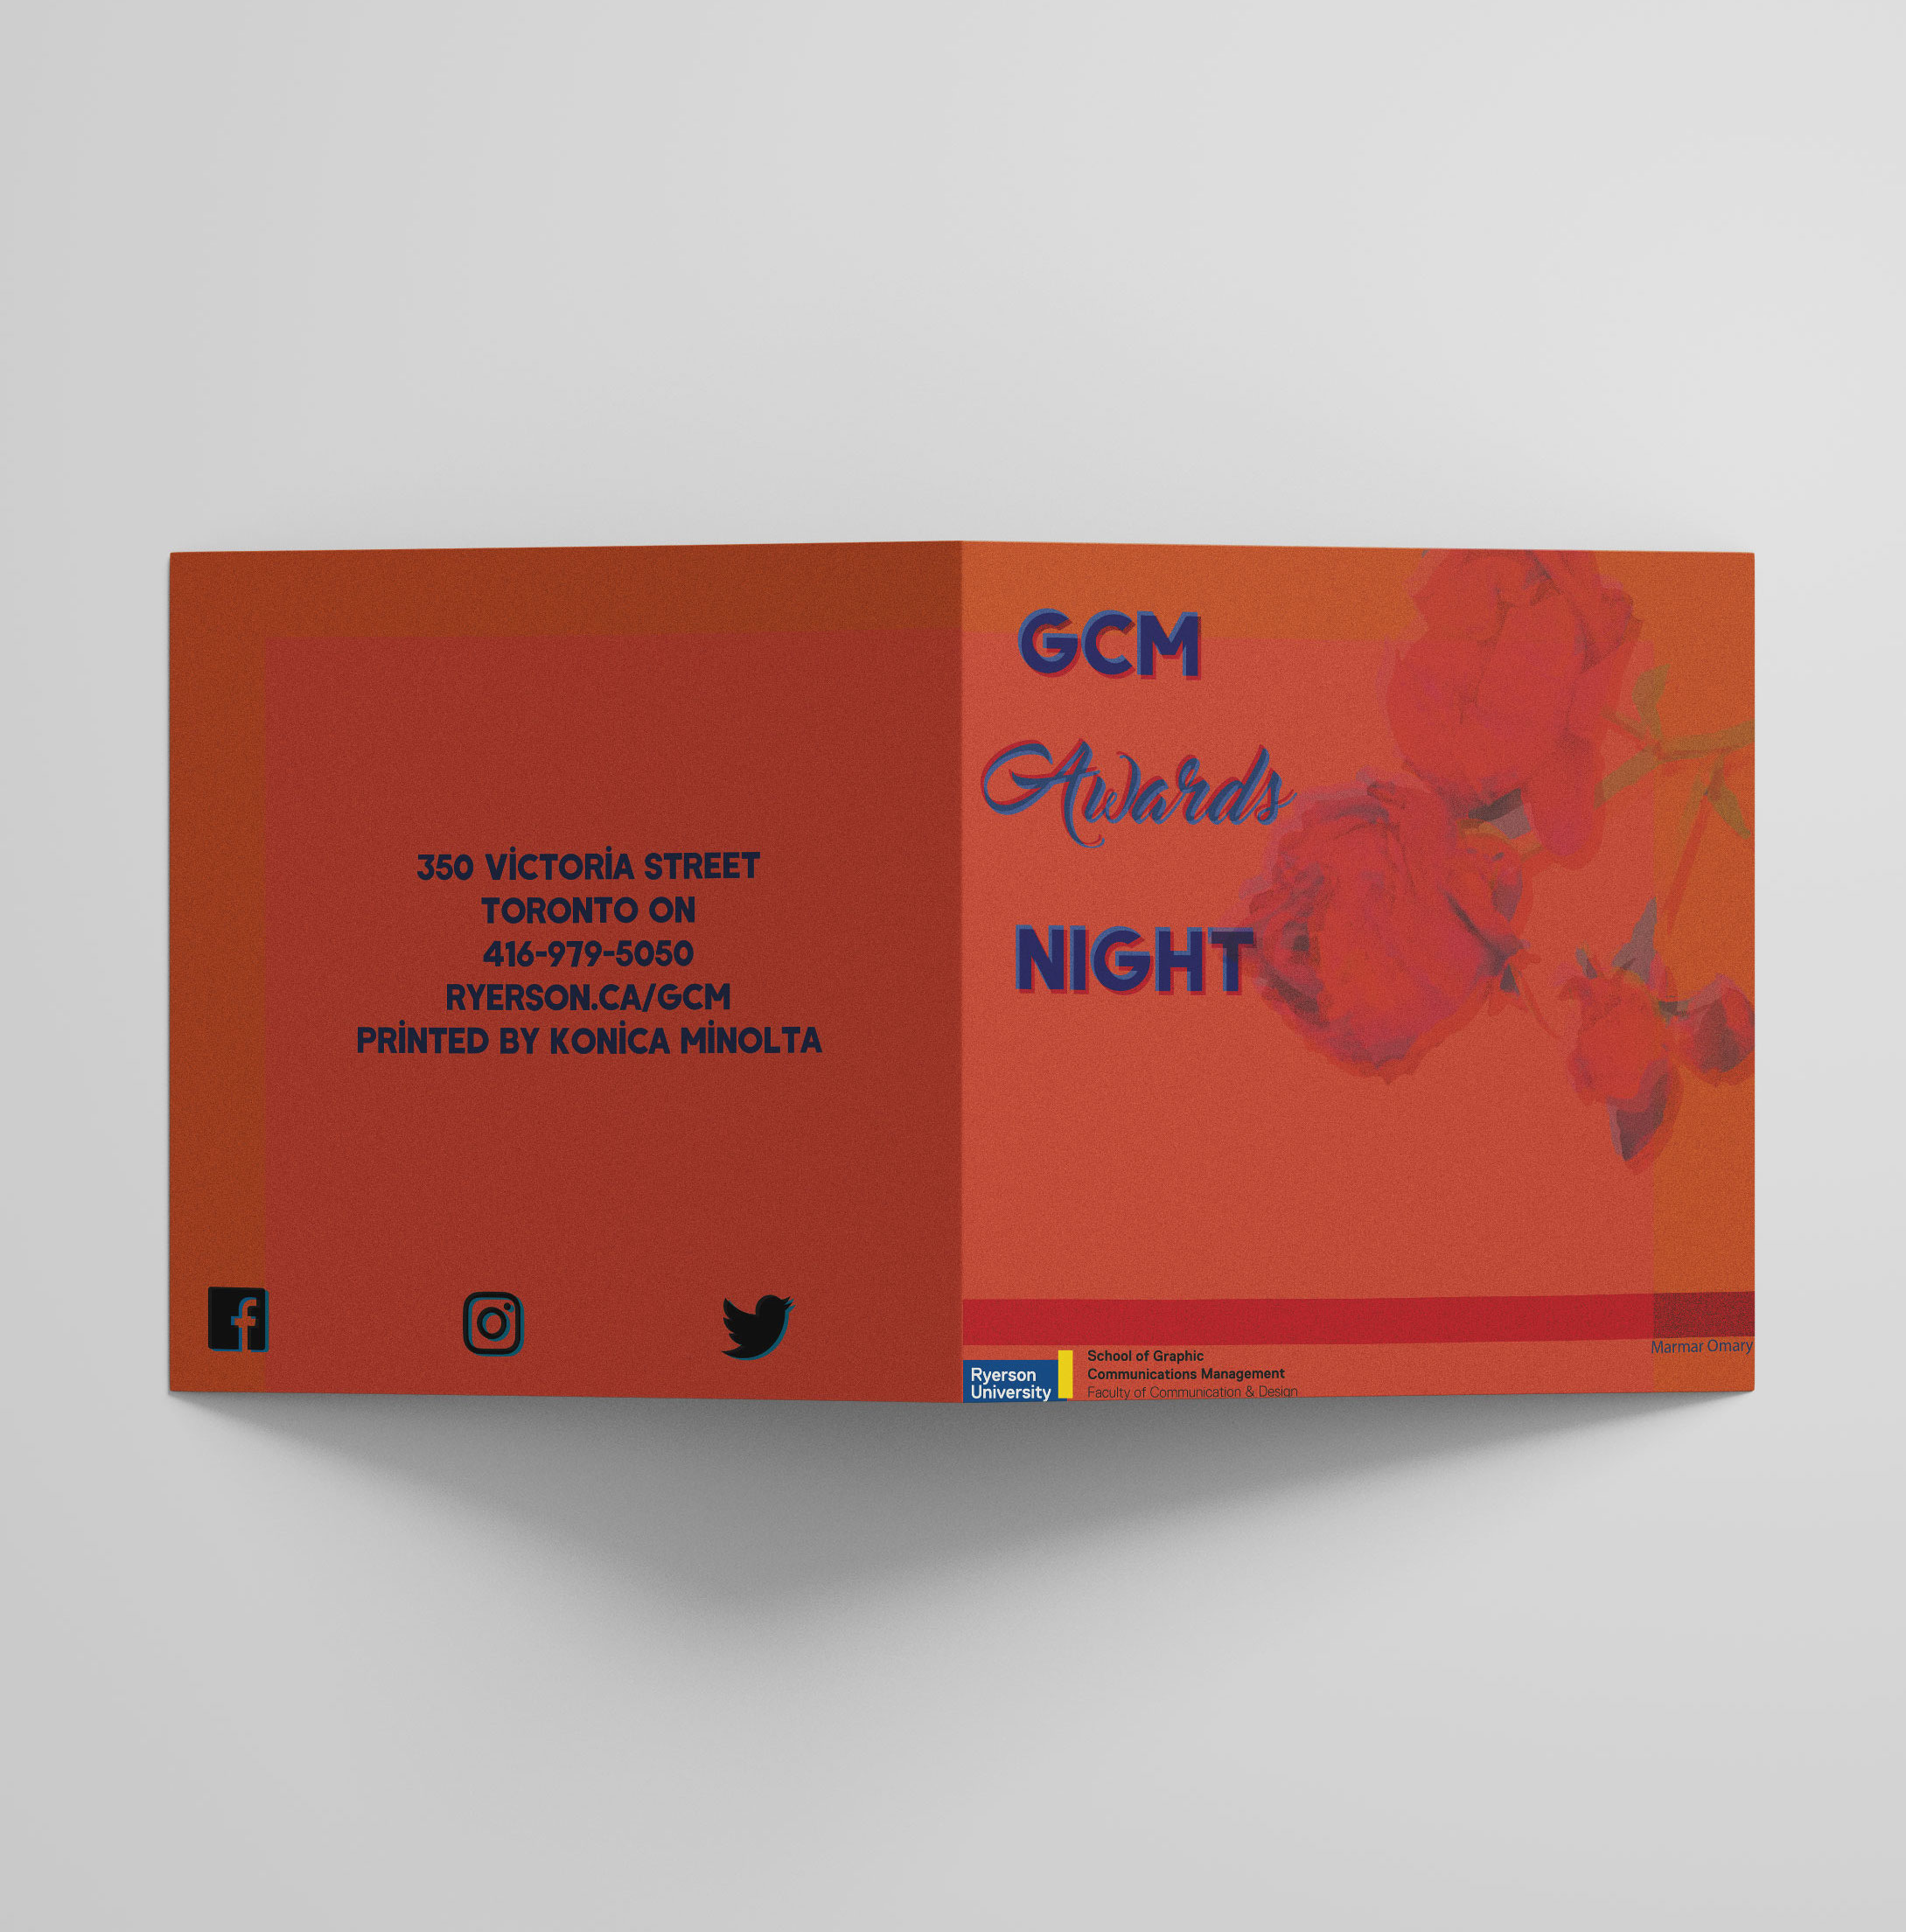 350 VİCTORİA STREET
TORONTO ON
416-979-5050
RYERSON.CA/GCM
PRİNTED BY KONİCA MİNOLTA
GCM
Awards
NIGHT
Marmar Omary
Ryerson
University
School of Graphic
Communications Management
Faculty of Communication & Design